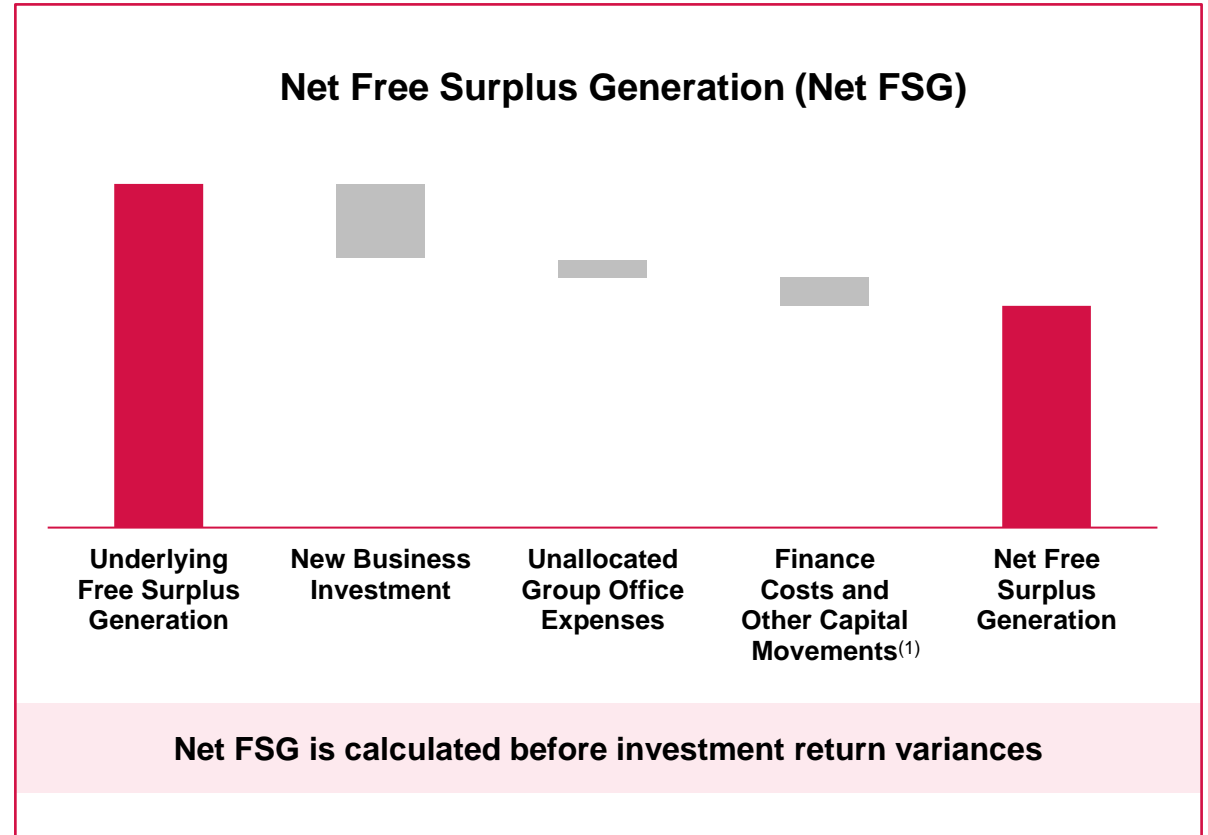 Net Free Surplus Generation (Net FSG)
Underlying
Free Surplus
Generation
New Business
Investment
Unallocated
Group Office
Expenses
Finance
Costs and
Other Capital
Movements(1)
Net Free
Surplus
Generation
Net FSG is calculated before investment return variances